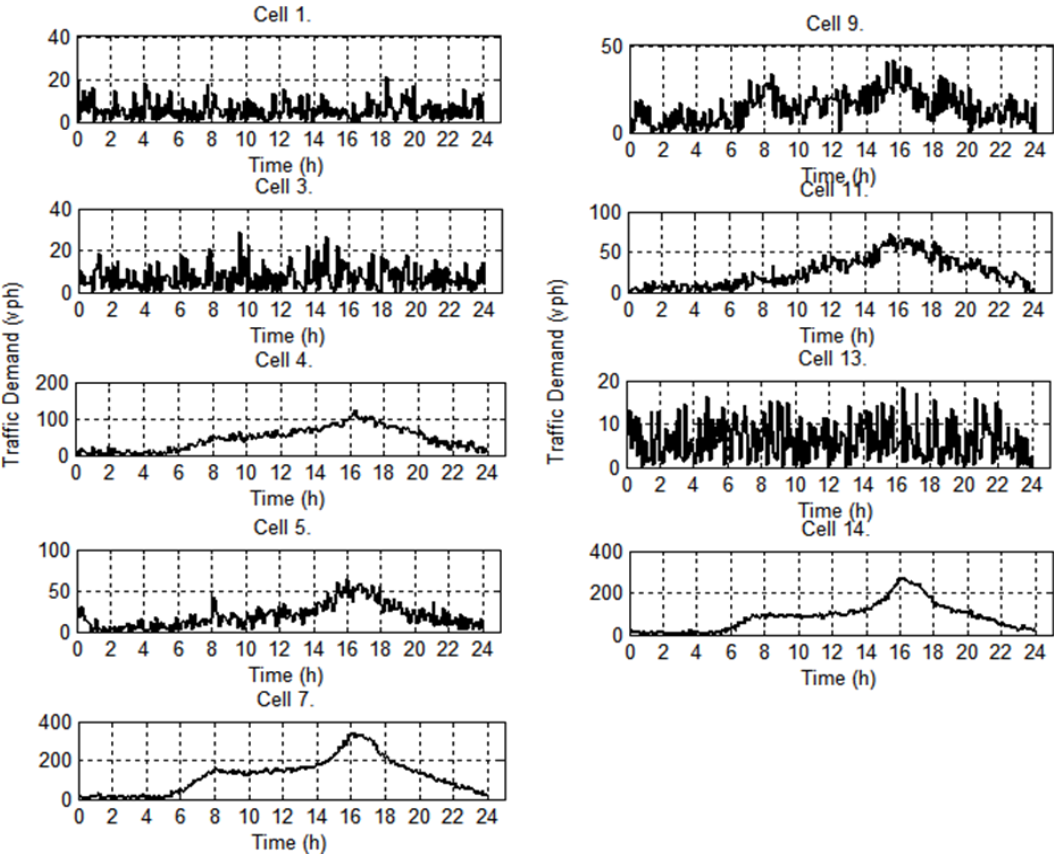 Cell 1.
40
20
0
0 2 4 6 8 10 12 14 16 18 20 22 24
Time (h)
Cell 3.
40
20
0
0 2 4 6 8 10 12 14 16 18 20 22 24
Time (h)
Cell 4.
200
100
0
0 2 4 6 8 10 12 14 16 18 20 22 24
Time (h)
Cell 5.
100
50
0
0 2 4 6 8 10 12 14 16 18 20 22 24
Time (h)
Cell 7.
400
200
0
0 2 4 6 8 10 12 14 16 18 20 22 24
Time (h)
Traffic Demand (vph)
Cell 9.
50
0
0 2 4 6 8 10 12 14 16 18 20 22 24
Time (h)
Cell 11.
100
50
0
0 2 4 6 8 10 12 14 16 18 20 22 24
Time (h)
Cell 13.
20
10
0
0 2 4 6 8 10 12 14 16 18 20 22 24
Time (h)
Cell 14.
400
200
0
0 2 4 6 8 10 12 14 16 18 20 22 24
Time (h)
Traffic Demand (vph)